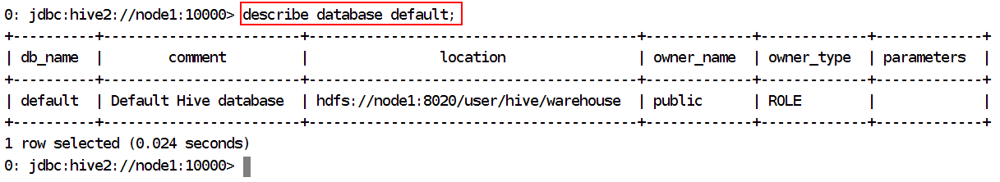 0: jdbc:hive2://node1:10000> describe database default;
+----------+------------------------+--------------------------------------+-------------+-------------+-------------+
| db_name  |        comment         |               location               | owner_name  | owner_type  | parameters  |
+----------+------------------------+--------------------------------------+-------------+-------------+-------------+
| default  | Default Hive database  | hdfs://node1:8020/user/hive/warehouse  | public      | ROLE        |             |
+----------+------------------------+--------------------------------------+-------------+-------------+-------------+
1 row selected (0.024 seconds)
0: jdbc:hive2://node1:10000>